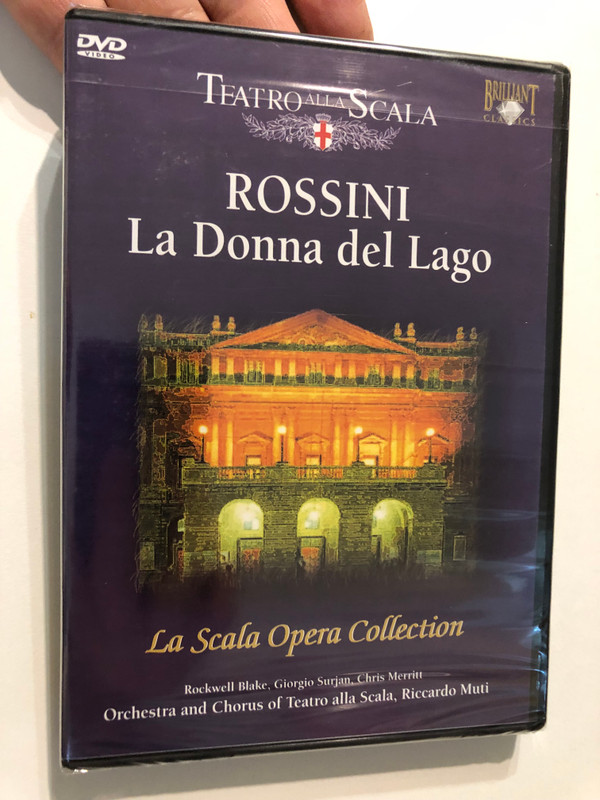 DVD
VIDEO
TEATRO ALLA SCALA
BRILLIANT
CLASSICS
ROSSINI
La Donna del Lago
La Scala Opera Collection
Rockwell Blake, Giorgio Surjan, Chris Merritt
Orchestra and Chorus of Teatro alla Scala, Riccardo Muti